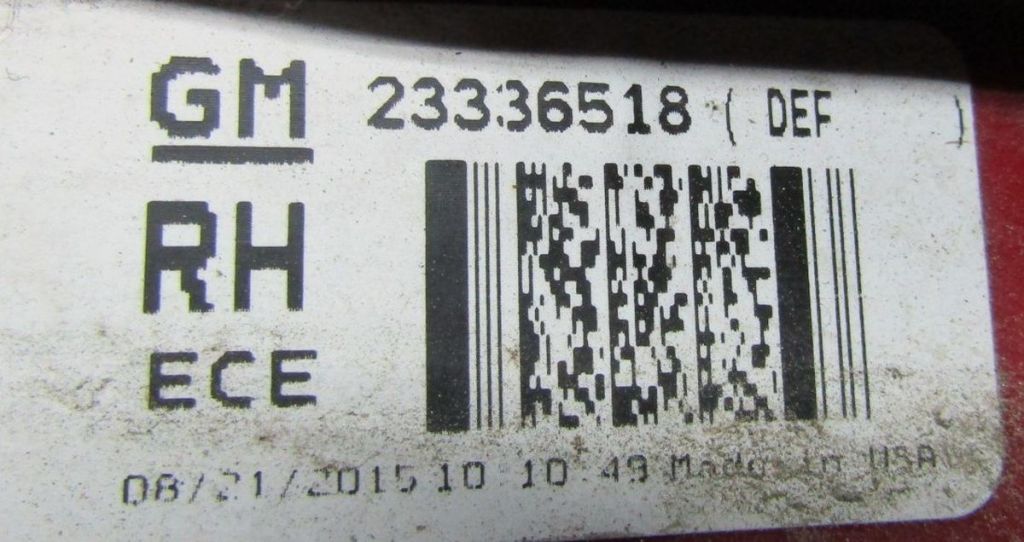 GM 23336518 ( DEF )
RH
ECE
08/21/2015 10 10 49 Made in USA